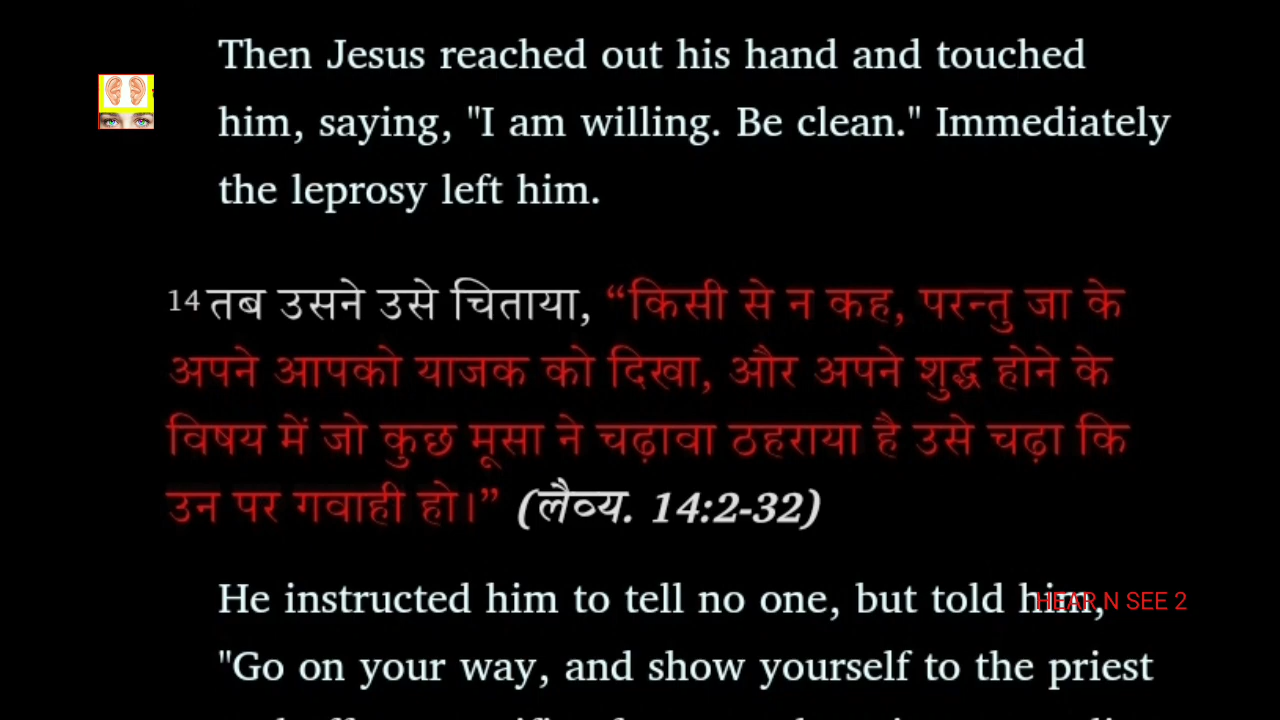 Then Jesus reached out his hand and touched
him, saying, "I am willing. Be clean." Immediately
the leprosy left him.
14 तब उसने उसे चिताया, “किसी से न कह, परन्तु जा के
अपने आपको याजक को दिखा, और अपने शुद्ध होने के
विषय में जो कुछ मूसा ने चढ़ावा ठहराया है उसे चढ़ा कि
उन पर गवाही हो।” (लैव्य. 14:2-32)
He instructed him to tell no one, but told him,
HEAR N SEE 2
"Go on your way, and show yourself to the priest